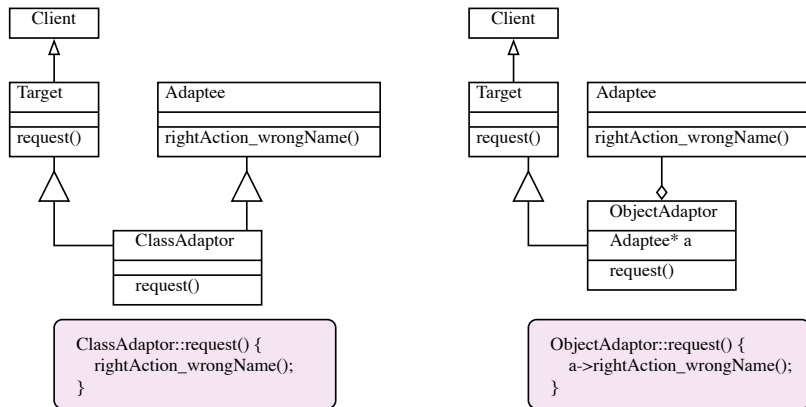 Client
Target
request()
Adaptee
rightAction_wrongName()
ClassAdaptor
request()
ClassAdaptor::request() {
rightAction_wrongName();
}
Client
Target
request()
Adaptee
rightAction_wrongName()
ObjectAdaptor
Adaptee* a
request()
ObjectAdaptor::request() {
a->rightAction_wrongName();
}